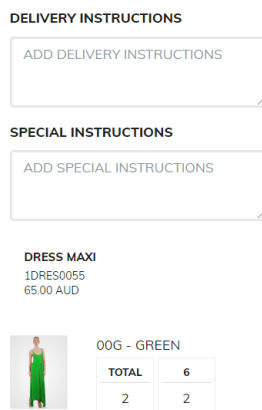 DELIVERY INSTRUCTIONS
ADD DELIVERY INSTRUCTIONS
SPECIAL INSTRUCTIONS
ADD SPECIAL INSTRUCTIONS
DRESS MAXI
1DRES0055
65.00 AUD
00G - GREEN
TOTAL 6
2 2